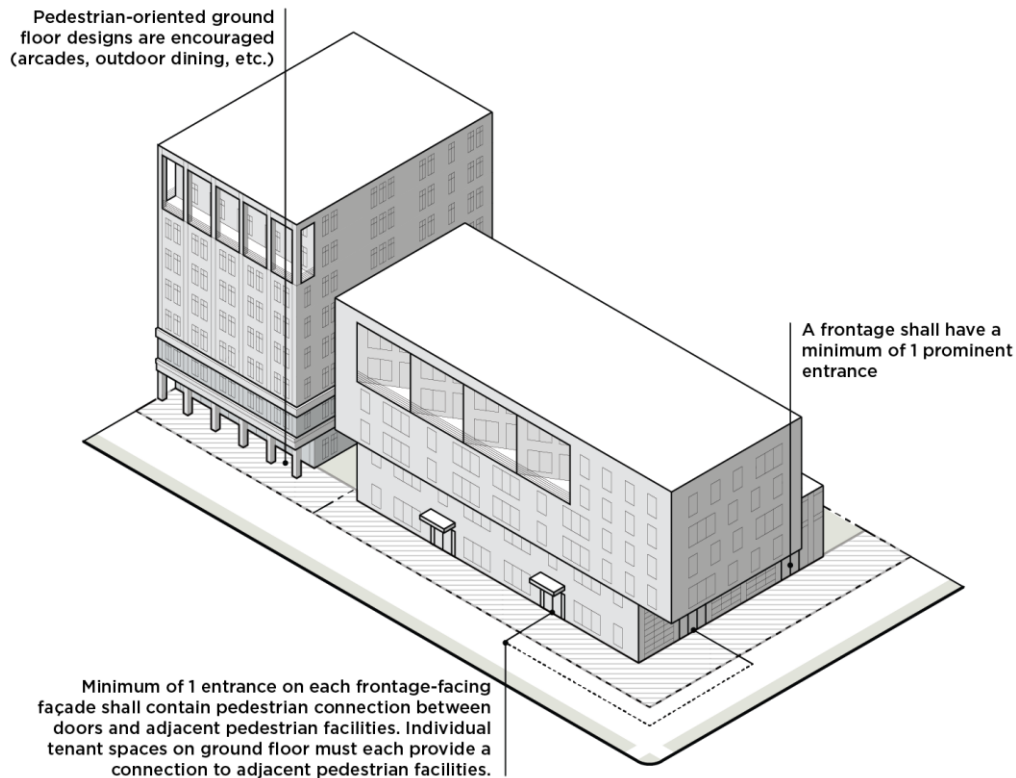 Pedestrian-oriented ground
floor designs are encouraged
(arcades, outdoor dining, etc.)
A frontage shall have a
minimum of 1 prominent
entrance
Minimum of 1 entrance on each frontage-facing
façade shall contain pedestrian connection between
doors and adjacent pedestrian facilities. Individual
tenant spaces on ground floor must each provide a
connection to adjacent pedestrian facilities.